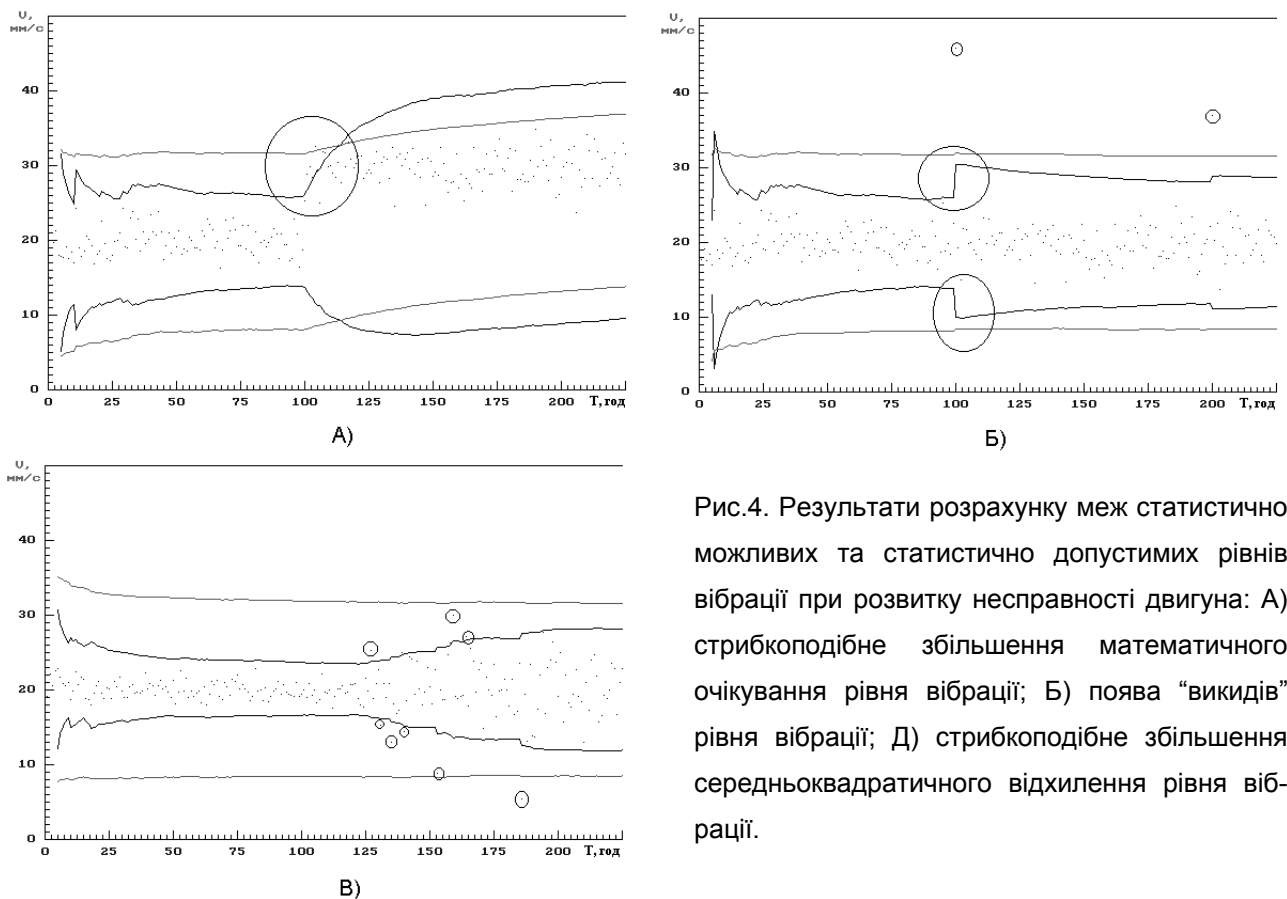 U,
мм/с
40
30
20
10
0
0 25 50 75 100 125 150 175 200 Т, год
А)
U,
мм/с
40
30
20
10
0
0 25 50 75 100 125 150 175 200 Т, год
Б)
U,
мм/с
40
30
20
10
0
0 25 50 75 100 125 150 175 200 Т, год
В)
Рис.4. Результати розрахунку меж статистично
можливих та статистично допустимих рівнів
вібрації при розвитку несправності двигуна: А)
стрибкоподібне збільшення математичного
очікування рівня вібрації; Б) поява “викидів”
рівня вібрації; Д) стрибкоподібне збільшення
середньоквадратичного відхилення рівня віб-
рації.